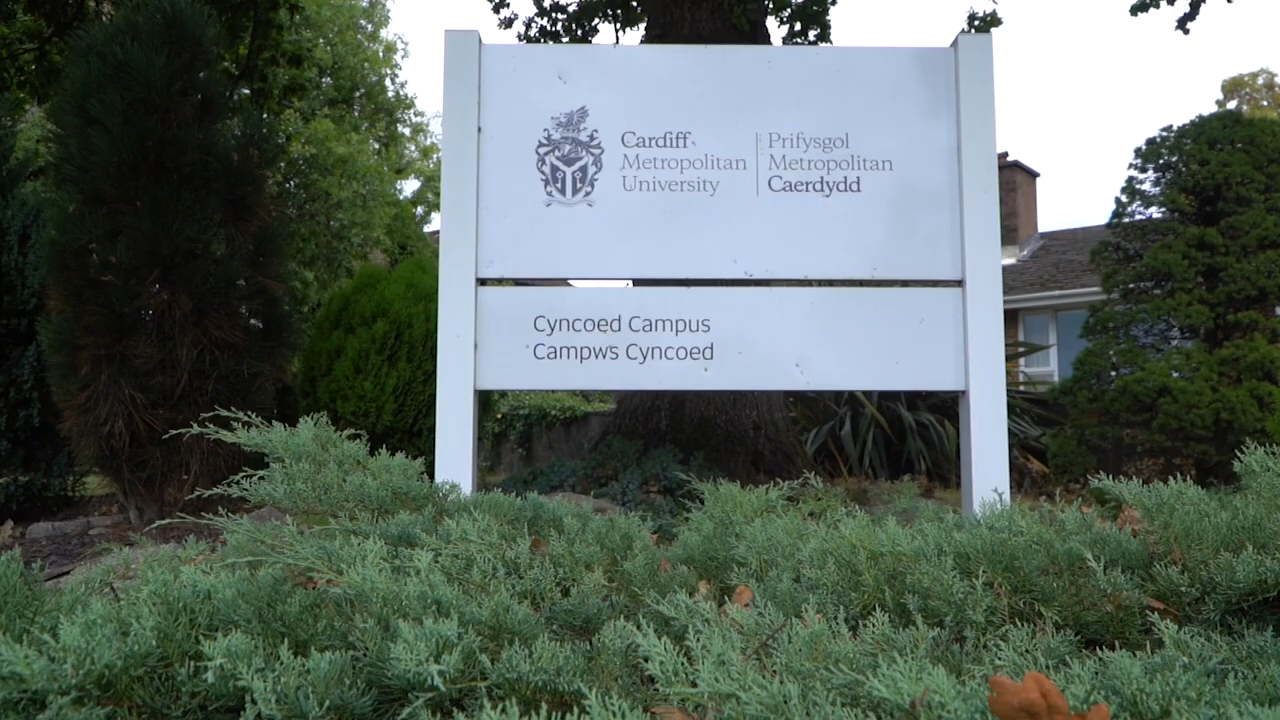 Cardiff
Metropolitan
University
Prifysgol
Metropolitan
Caerdydd
Cyncoed Campus
Campws Cyncoed